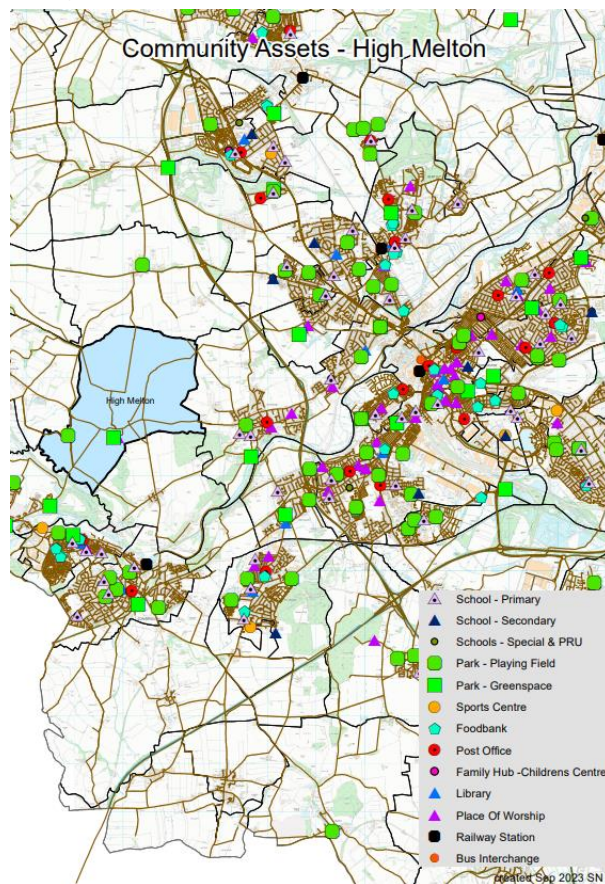 Community Assets - High Melton
High Melton
School - Primary
School - Secondary
Schools - Special & PRU
Park - Playing Field
Park - Greenspace
Sports Centre
Foodbank
Post Office
Family Hub -Childrens Centre
Library
Place Of Worship
Railway Station
Bus Interchange
created Sep 2023 SN